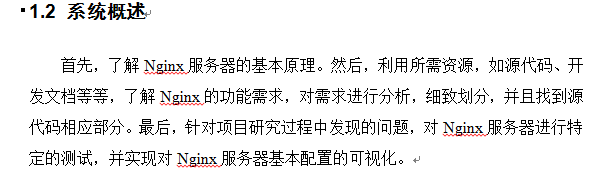 1.2 系统概述
首先，了解 Nginx 服务器的基本原理。然后，利用所需资源，如源代码、开
发文档等等，了解 Nginx 的功能需求，对需求进行分析，细致划分，并且找到源
代码相应部分。最后，针对项目研究过程中发现的问题，对 Nginx 服务器进行特
定的测试，并实现对 Nginx 服务器基本配置的可视化。